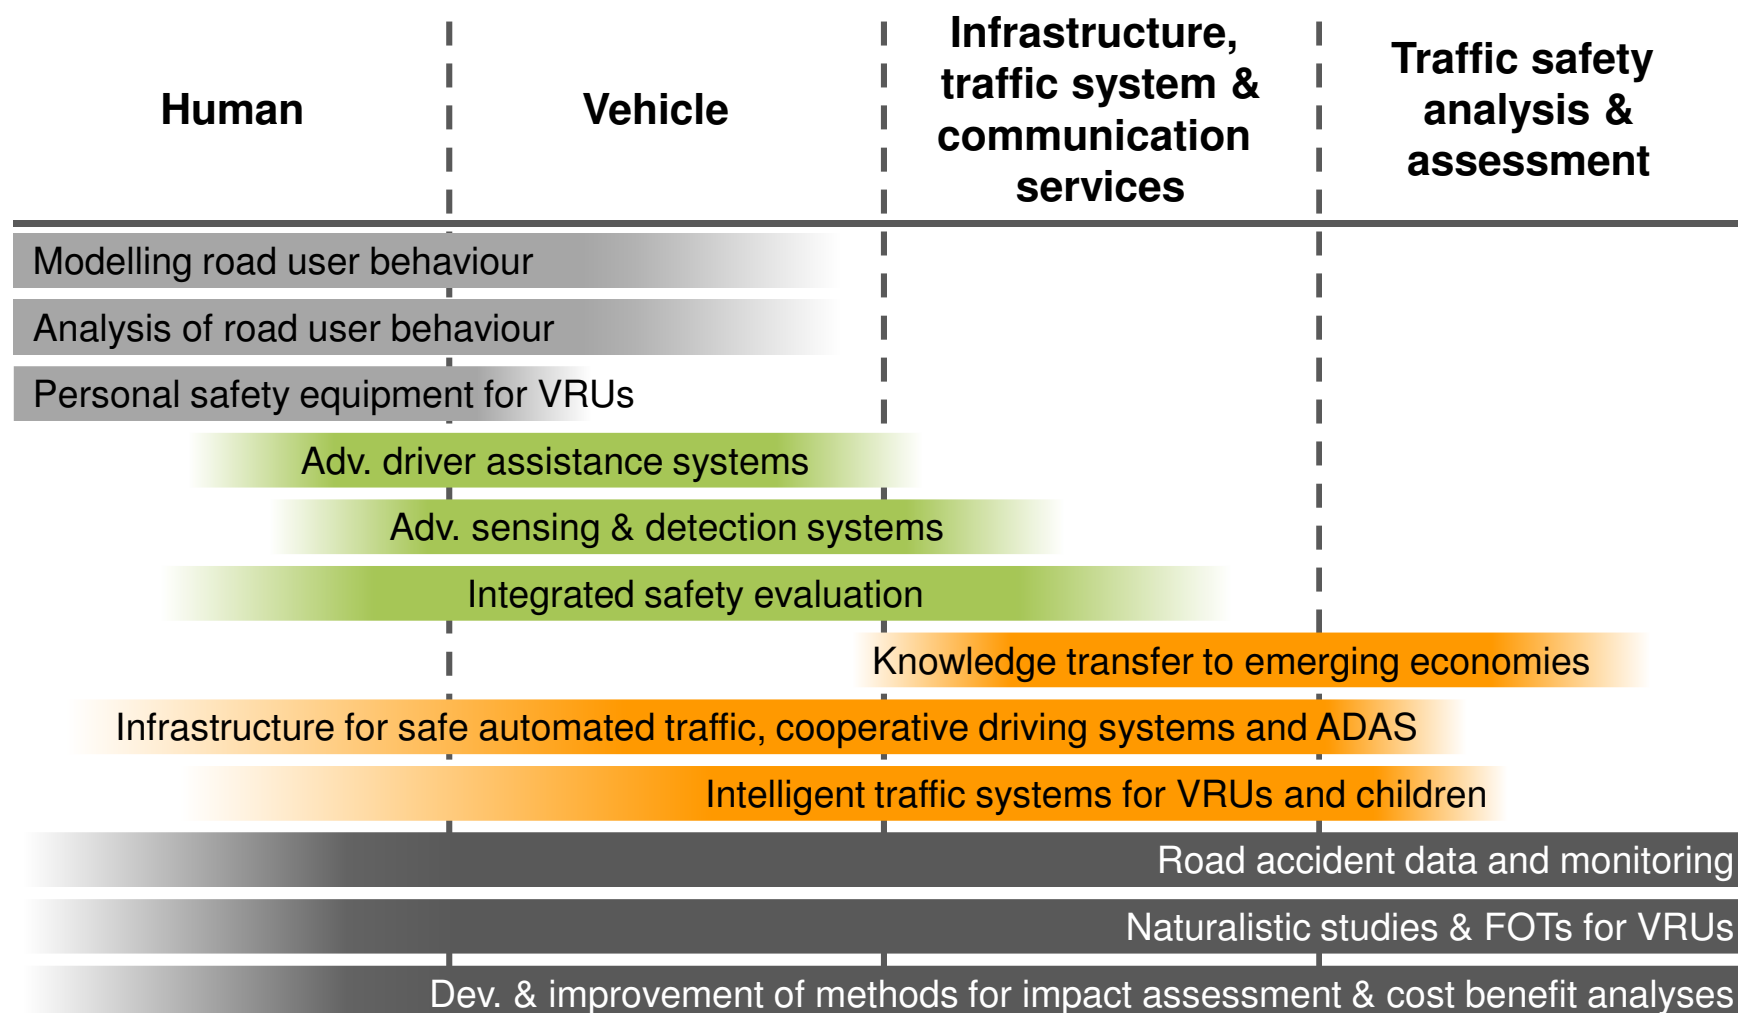 Human
Vehicle
Infrastructure,
traffic system &
communication
services
Traffic safety
analysis &
assessment
Modelling road user behaviour
Analysis of road user behaviour
Personal safety equipment for VRUs
Adv. driver assistance systems
Adv. sensing & detection systems
Integrated safety evaluation
Knowledge transfer to emerging economies
Infrastructure for safe automated traffic, cooperative driving systems and ADAS
Intelligent traffic systems for VRUs and children
Road accident data and monitoring
Naturalistic studies & FOTs for VRUs
Dev. & improvement of methods for impact assessment & cost benefit analyses